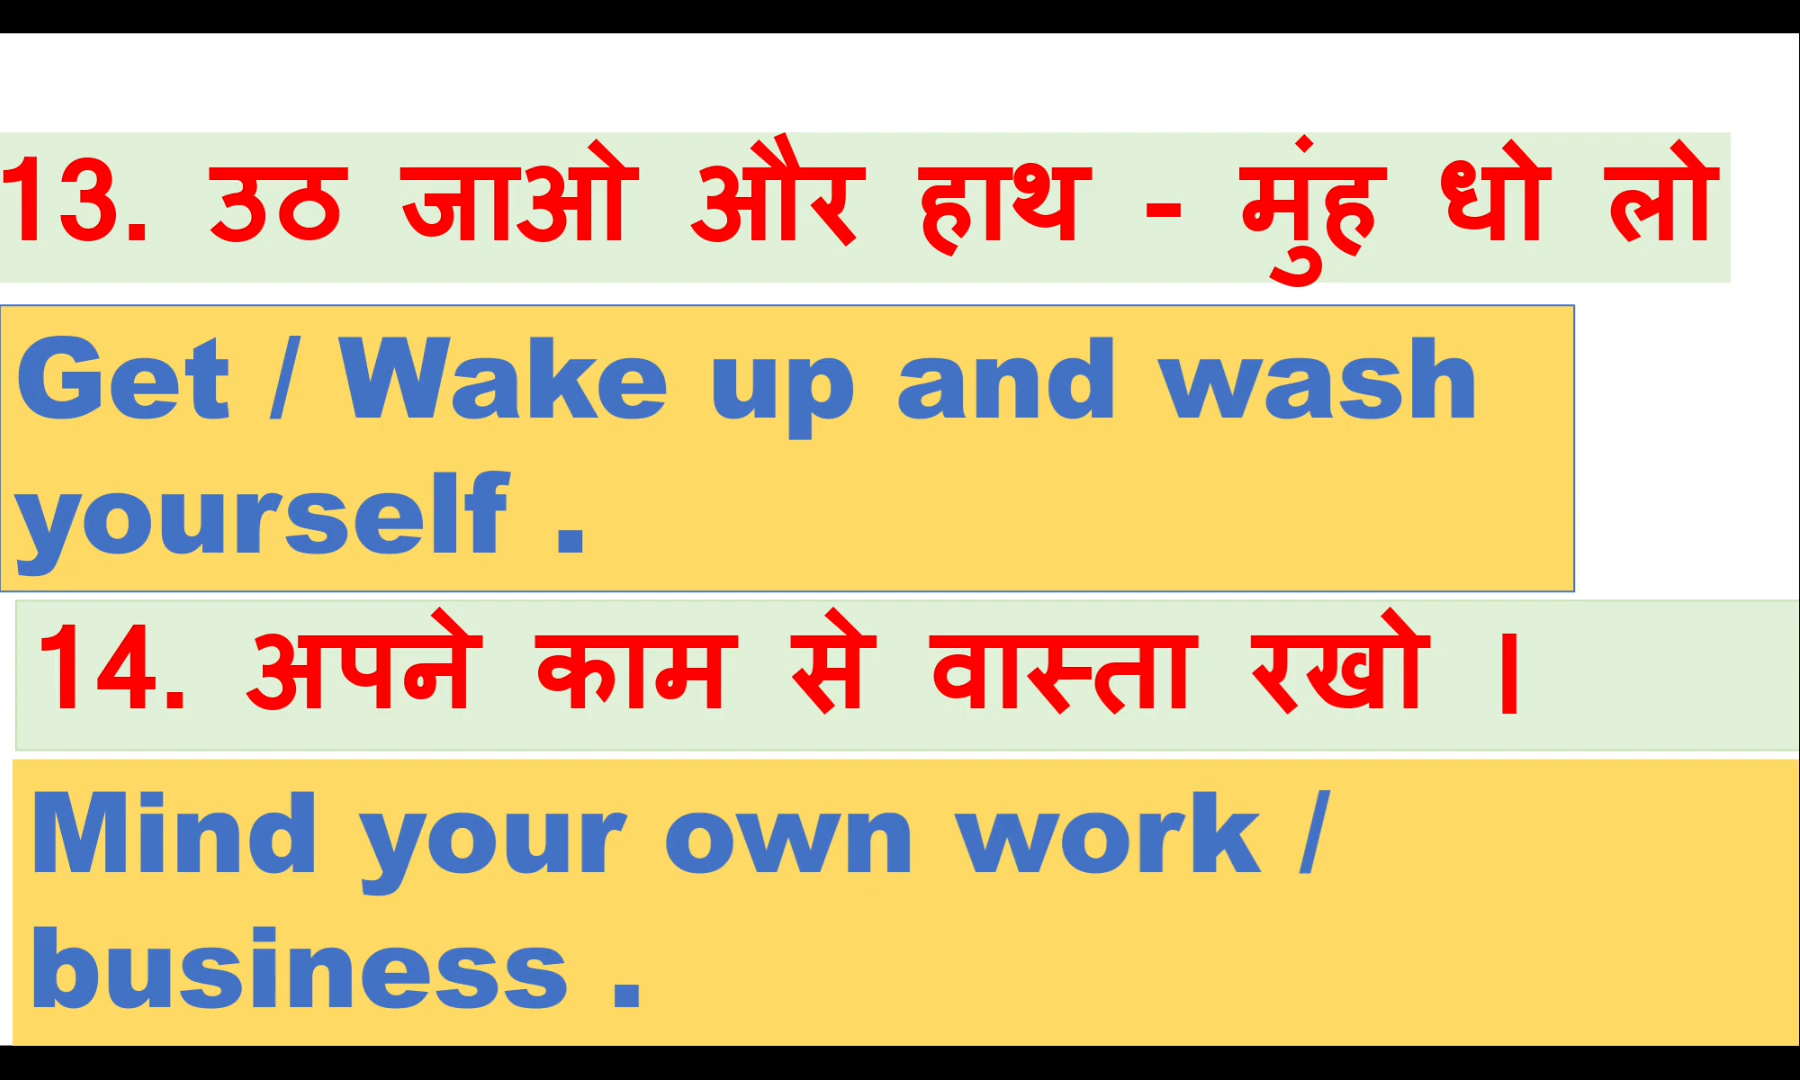 13. उठ जाओ और हाथ - मुंह धो लो
Get / Wake up and wash
yourself .
14. अपने काम से वास्ता रखो ।
Mind your own work /
business .